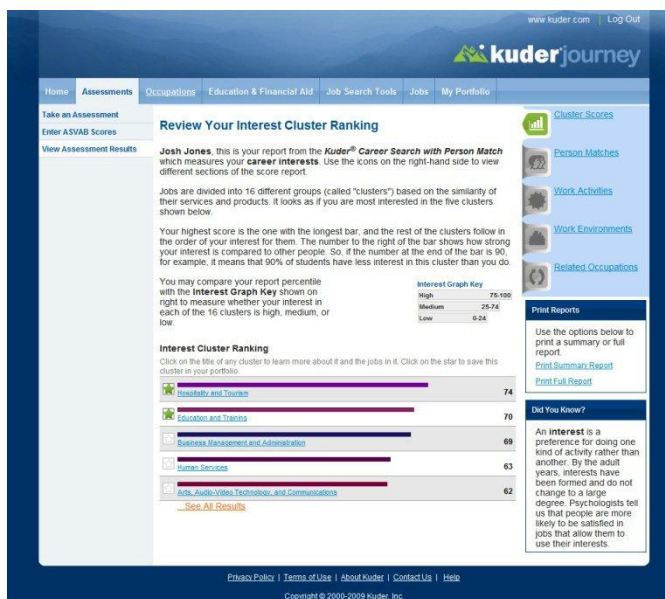 www.kuder.com | Log Out
kuder journey
Home Assessments Occupations Education & Financial Aid Job Search Tools Jobs My Portfolio
Take an Assessment
Enter ASVAB Scores
View Assessment Results
Review Your Interest Cluster Ranking
Josh Jones, this is your report from the Kuder® Career Search with Person Match
which measures your career interests. Use the icons on the right-hand side to view
different sections of the score report.
Jobs are divided into 16 different groups (called "clusters") based on the similarity of
their services and products. It looks as if you are most interested in the five clusters
shown below.
Your highest score is the one with the longest bar, and the rest of the clusters follow in
the order of your interest for them. The number to the right of the bar shows how strong
your interest is compared to other people. So, if the number at the end of the bar is 90,
for example, it means that 90% of students have less interest in this cluster than you do.
You may compare your report percentile
with the Interest Graph Key shown on
right to measure whether your interest in
each of the 16 clusters is high, medium, or
low.
Interest Graph Key
High 75-100
Medium 25-74
Low 0-24
Interest Cluster Ranking
Click on the title of any cluster to learn more about it and the jobs in it. Click on the star to save this
cluster in your portfolio.
Hospitality and Tourism 74
Education and Training 70
Business Management and Administration 69
Human Services 63
Arts, Audio-Video Technology, and Communications 62
...See All Results
Cluster Scores
Person Matches
Work Activities
Work Environments
Related Occupations
Print Reports
Use the options below to
print a summary or full
report.
Print Summary Report
Print Full Report
Did You Know?
An interest is a
preference for doing one
kind of activity rather than
another. By the adult
years, interests have
been formed and do not
change to a large
degree. Psychologists tell
us that people are more
likely to be satisfied in
jobs that allow them to
use their interests.
Privacy Policy | Terms of Use | About Kuder | Contact Us | Help
Copyright © 2000-2009 Kuder, Inc.